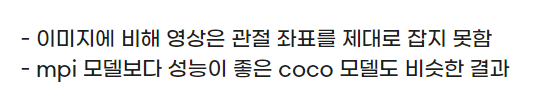 - 이미지에 비해 영상은 관절 좌표를 제대로 잡지 못함
- mpi 모델보다 성능이 좋은 coco 모델도 비슷한 결과